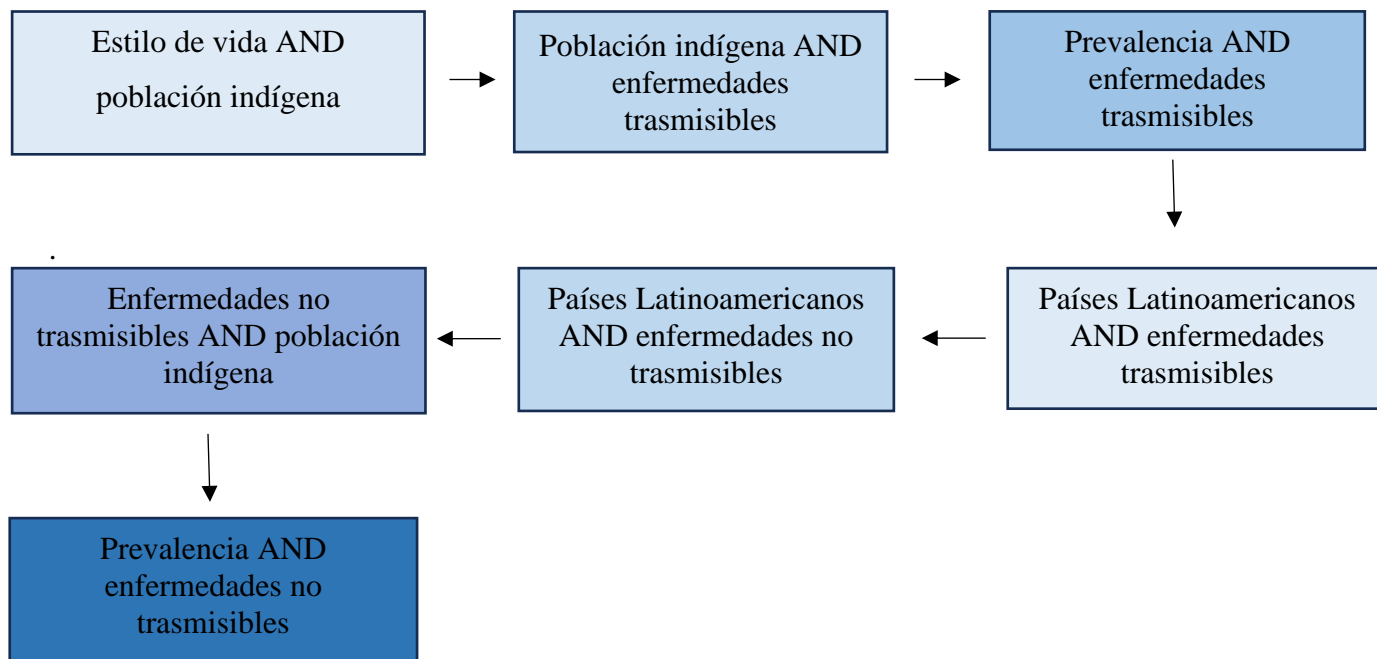 Estilo de vida AND
población indígena
Población indígena AND
enfermedades
trasmisibles
Prevalencia AND
enfermedades
trasmisibles
Países Latinoamericanos
AND enfermedades
trasmisibles
Países Latinoamericanos
AND enfermedades no
trasmisibles
.
Enfermedades no
trasmisibles AND población
indígena
Prevalencia AND
enfermedades no
trasmisibles